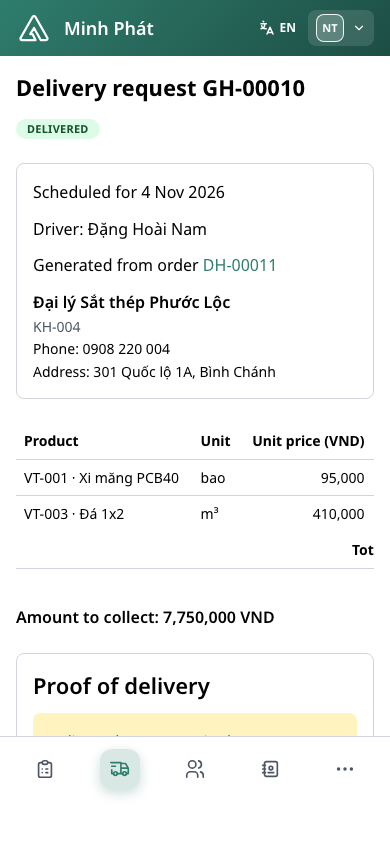 Minh Phát
EN
NT
Delivery request GH-00010
DELIVERED
Scheduled for 4 Nov 2026
Driver: Đặng Hoài Nam
Generated from order DH-00011
Đại lý Sắt thép Phước Lộc
KH-004
Phone: 0908 220 004
Address: 301 Quốc lộ 1A, Bình Chánh
Product Unit Unit price (VND)
VT-001 · Xi măng PCB40 bao 95,000
VT-003 · Đá 1x2 m³ 410,000
Tot
Amount to collect: 7,750,000 VND
Proof of delivery